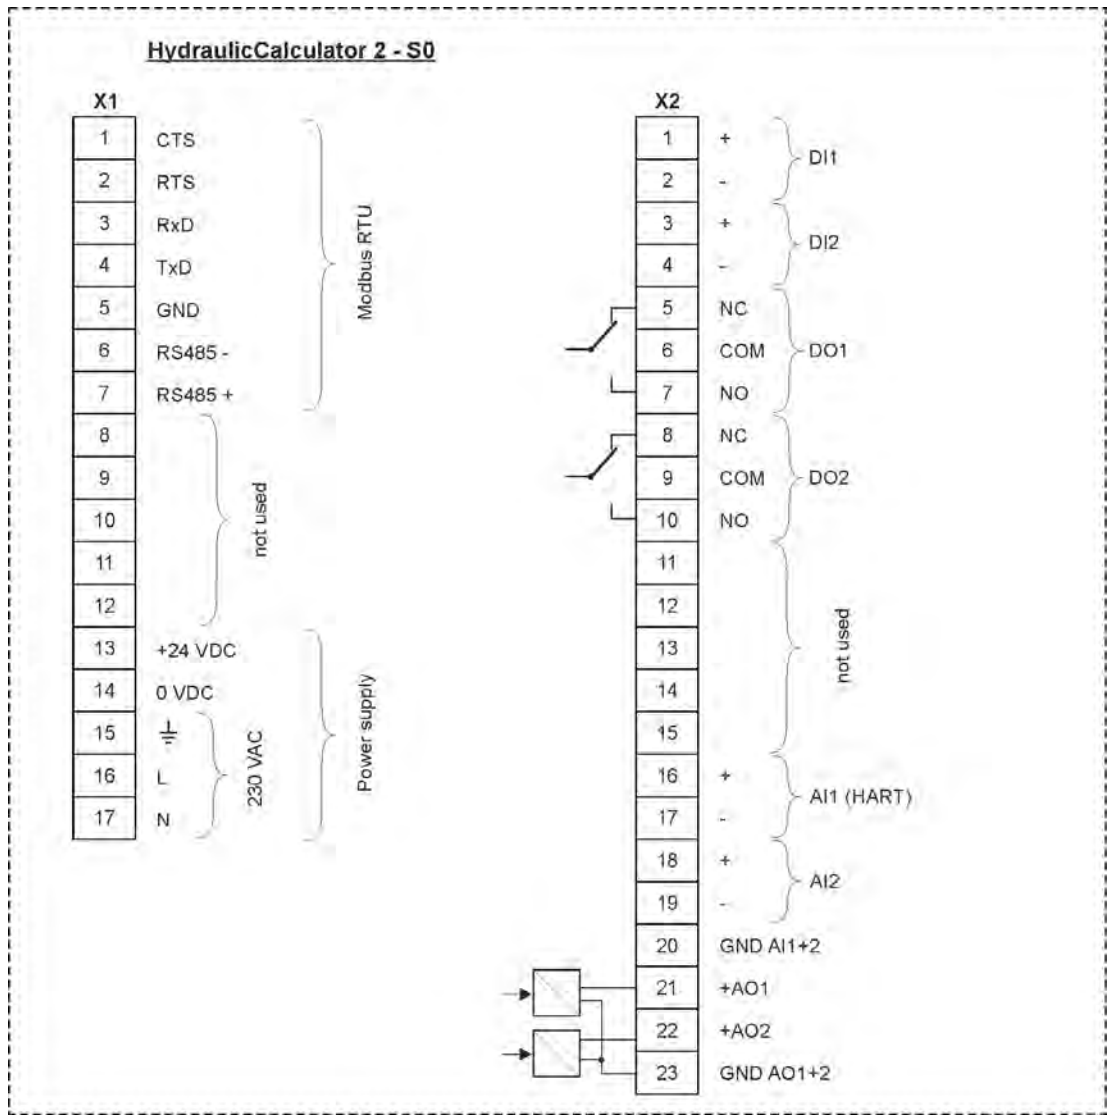 HydraulicCalculator 2 - S0
X1
1 CTS
2 RTS
3 RxD
4 TxD
5 GND
6 RS485 -
7 RS485 +
Modbus RTU
8
9
10
11
12
not used
13 +24 VDC
14 0 VDC
15
16 L
17 N
230 VAC
Power supply
X2
1 +
2 -
DI1
3 +
4 -
DI2
5 NC
6 COM
7 NO
DO1
8 NC
9 COM
10 NO
DO2
11
12
13
14
15
not used
16 +
17 -
AI1 (HART)
18 +
19 -
AI2
20 GND AI1+2
21 +AO1
22 +AO2
23 GND AO1+2